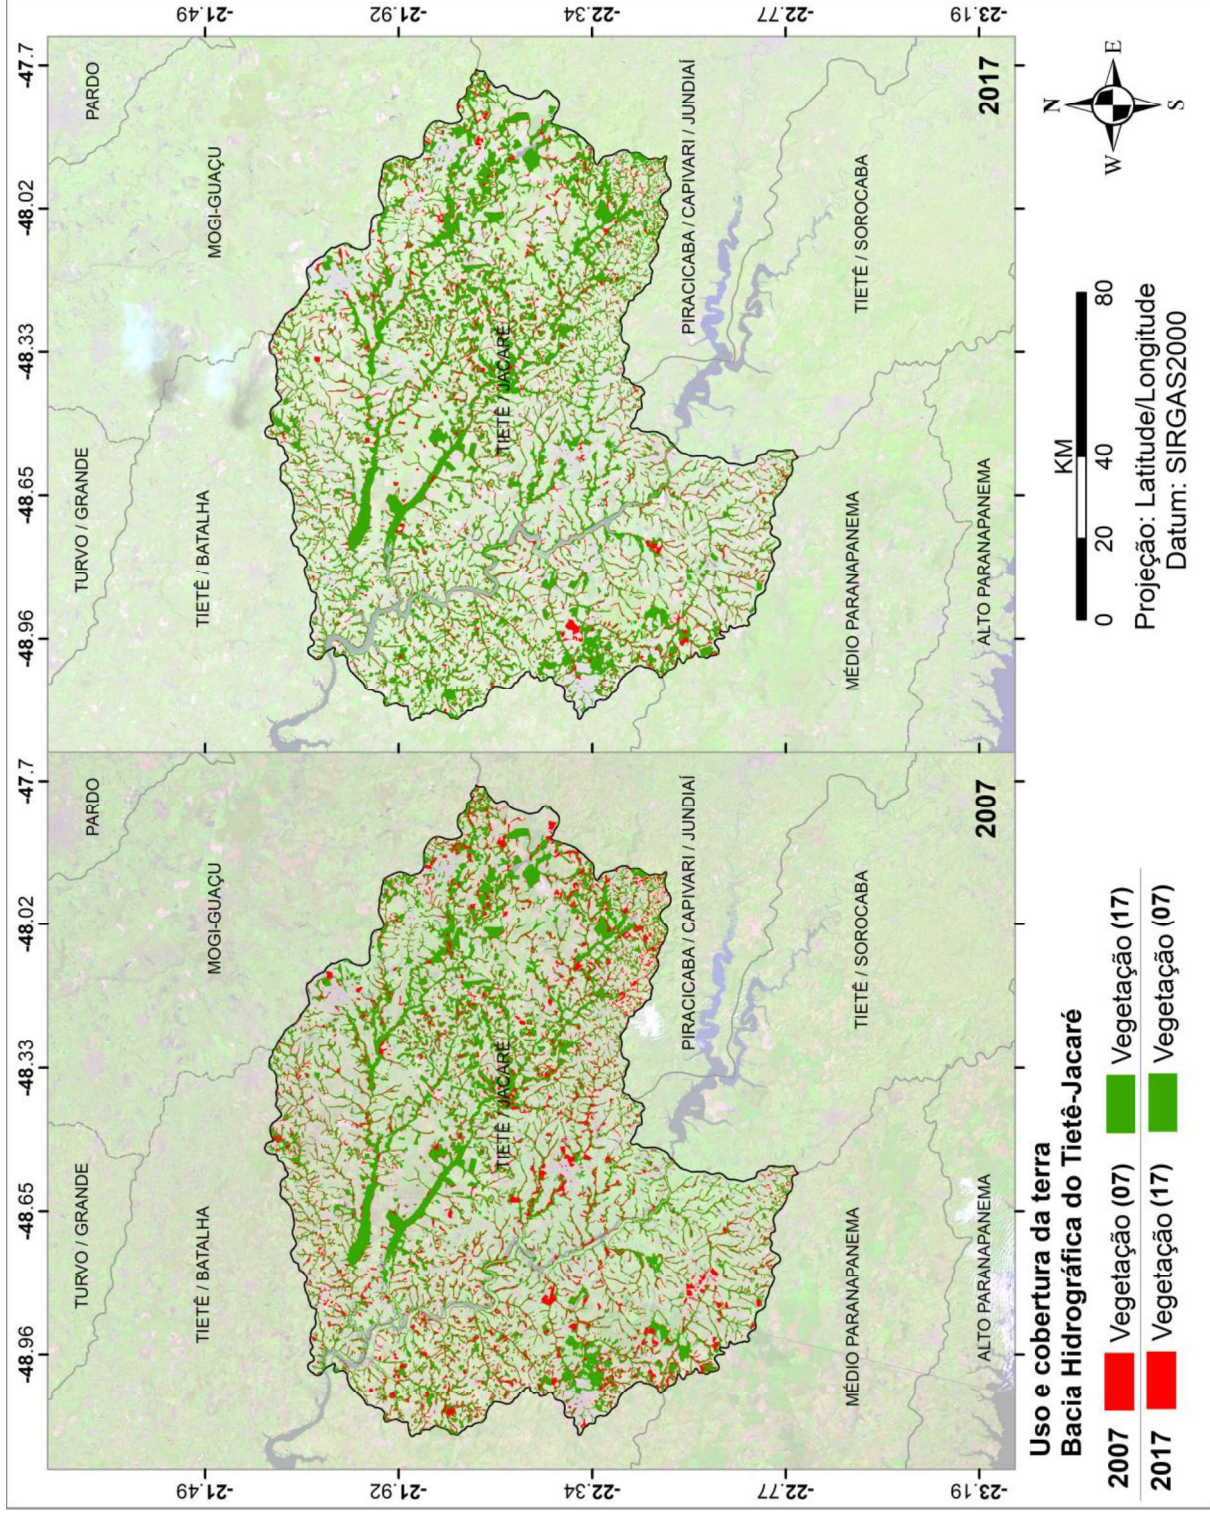 -47.7
-48.02
-48.33
-48.65
-48.96
-47.7
-48.02
-48.33
-48.65
-48.96
-21.49
-21.92
-22.34
-22.77
-23.19
TURVO / GRANDE
PARDO
TIETÊ / BATALHA
MOGI-GUAÇU
TIETÊ / JACARÉ
PIRACICABA / CAPIVARI / JUNDIAÍ
MÉDIO PARANAPANEMA
TIETÊ / SOROCABA
ALTO PARANAPANEMA
2007
TURVO / GRANDE
PARDO
TIETÊ / BATALHA
MOGI-GUAÇU
TIETÊ / JACARÉ
PIRACICABA / CAPIVARI / JUNDIAÍ
MÉDIO PARANAPANEMA
TIETÊ / SOROCABA
ALTO PARANAPANEMA
2017
-21.49
-21.92
-22.34
-22.77
-23.19
Uso e cobertura da terra
Bacia Hidrográfica do Tietê-Jacaré
2007 Vegetação (07) Vegetação (17)
2017 Vegetação (17) Vegetação (07)
KM
0 20 40 80
Projeção: Latitude/Longitude
Datum: SIRGAS2000
N
W E
S